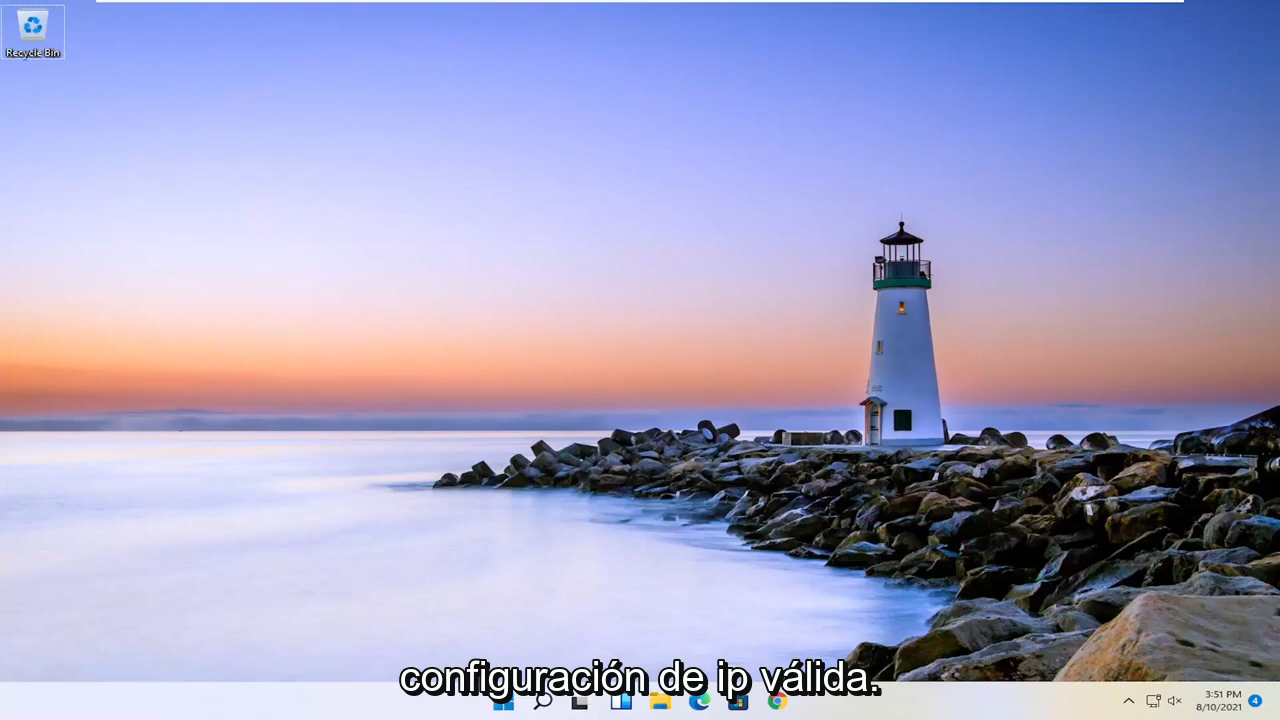 Recycle Bin
configuración de ip válida.
3:51 PM
8/10/2021
4